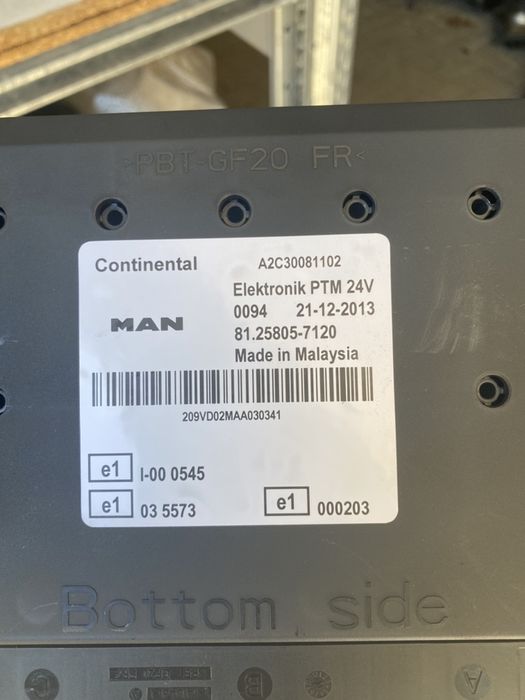 >PBT-GF20 FR<
Continental A2C30081102
Elektronik PTM 24V
0094 21-12-2013
MAN 81.25805-7120
Made in Malaysia
209VD02MAA030341
e1 I-00 0545
e1 03 5573 e1 000203
Bottom side
A